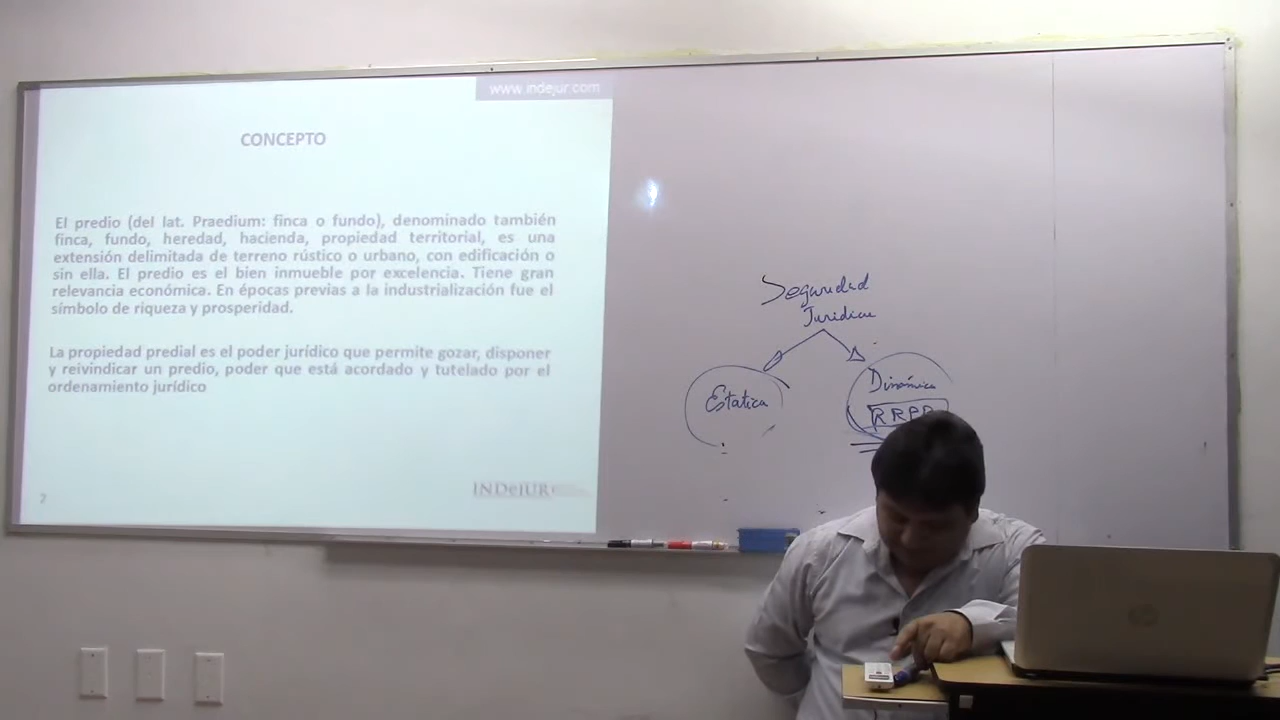 www.indejur.com
CONCEPTO
El predio (del lat. Praedium: finca o fundo), denominado también
finca, fundo, heredad, hacienda, propiedad territorial, es una
extensión delimitada de terreno rústico o urbano, con edificación o
sin ella. El predio es el bien inmueble por excelencia. Tiene gran
relevancia económica. En épocas previas a la industrialización fue el
símbolo de riqueza y prosperidad.
La propiedad predial es el poder jurídico que permite gozar, disponer
y reivindicar un predio, poder que está acordado y tutelado por el
ordenamiento jurídico
7
INDeJUR
Seguridad
Juridica
Estatica
Dinámica
RRPP
hp